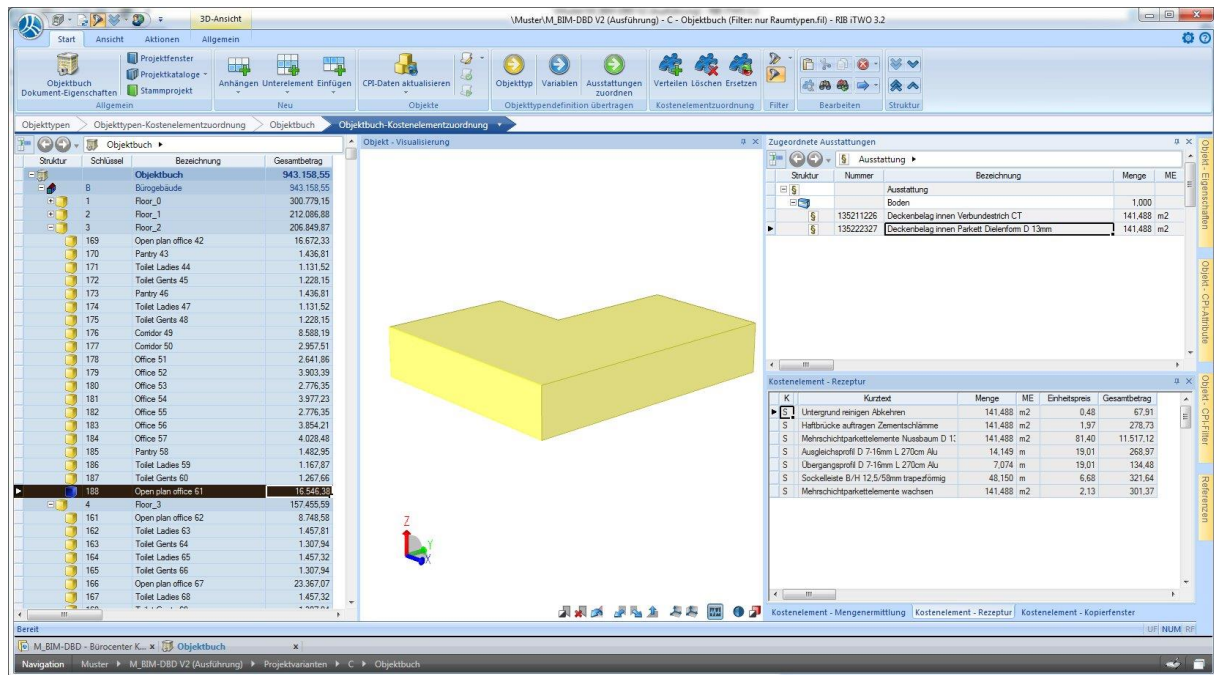 3D-Ansicht
\Muster\M_BIM-DBD V2 (Ausführung) - C - Objektbuch (Filter: nur Raumtypen.fil) - RIB iTWO 3.2
Start Ansicht Aktionen Allgemein
Objektbuch
Dokument-Eigenschaften
Projektfenster
Projektkataloge
Stammprojekt
Anhängen Unterelement Einfügen
CPI-Daten aktualisieren
Objekttyp Variablen Ausstattungen zuordnen
Verteilen Löschen Ersetzen
Allgemein Neu Objekte Objekttypendefinition übertragen Kostenelementzuordnung Filter Bearbeiten Struktur
Objekttypen Objekttypen-Kostenelementzuordnung Objektbuch Objektbuch-Kostenelementzuordnung
Objektbuch
Struktur Schlüssel Bezeichnung Gesamtbetrag
Objektbuch 943.158,55
B Bürogebäude 943.158,55
1 Floor_0 300.779,15
2 Floor_1 212.086,88
3 Floor_2 206.849,87
169 Open plan office 42 16.672,33
170 Pantry 43 1.436,81
171 Toilet Ladies 44 1.131,52
172 Toilet Gents 45 1.228,15
173 Pantry 46 1.436,81
174 Toilet Ladies 47 1.131,52
175 Toilet Gents 48 1.228,15
176 Corridor 49 8.588,19
177 Corridor 50 2.957,51
178 Office 51 2.641,86
179 Office 52 3.903,39
180 Office 53 2.776,35
181 Office 54 3.977,23
182 Office 55 2.776,35
183 Office 56 3.854,21
184 Office 57 4.028,48
185 Pantry 58 1.482,95
186 Toilet Ladies 59 1.167,87
187 Toilet Gents 60 1.267,66
188 Open plan office 61 16.546,38
4 Floor_3 157.455,59
161 Open plan office 62 8.748,58
162 Toilet Ladies 63 1.457,81
163 Toilet Gents 64 1.307,94
164 Toilet Ladies 65 1.457,32
165 Toilet Gents 66 1.307,94
166 Open plan office 67 23.367,07
167 Toilet Ladies 68 1.457,32
Objekt - Visualisierung
Z
Y
X
Zugeordnete Ausstattungen
Ausstattung
Struktur Nummer Bezeichnung Menge ME
Ausstattung
Boden 1,000
135211226 Deckenbelag innen Verbundestrich CT 141,488 m2
135222327 Deckenbelag innen Parkett Dielenform D 13mm 141,488 m2
Kostenelement - Rezeptur
K Kurztext Menge ME Einheitspreis Gesamtbetrag
S Untergrund reinigen Abkehren 141,488 m2 0,48 67,91
S Haftbrücke auftragen Zementschlämme 141,488 m2 1,97 278,73
S Mehrschichtparkettelemente Nussbaum D 1 141,488 m2 81,40 11.517,12
S Ausgleichsprofil D 7-16mm L 270cm Alu 14,149 m 19,01 268,97
S Übergangsprofil D 7-16mm L 270cm Alu 7,074 m 19,01 134,48
S Sockelleiste B/H 12,5/58mm trapezförmig 48,150 m 6,68 321,64
S Mehrschichtparkettelemente wachsen 141,488 m2 2,13 301,37
Kostenelement - Mengenermittlung Kostenelement - Rezeptur Kostenelement - Kopierfenster
Objekt - Eigenschaften
Objekt - CPI-Attribute
Objekt - CPI-Filter
Referenzen
Bereit
UF NUM RF
M_BIM-DBD - Bürocenter K... x Objektbuch x
Navigation Muster M_BIM-DBD V2 (Ausführung) Projektvarianten C Objektbuch